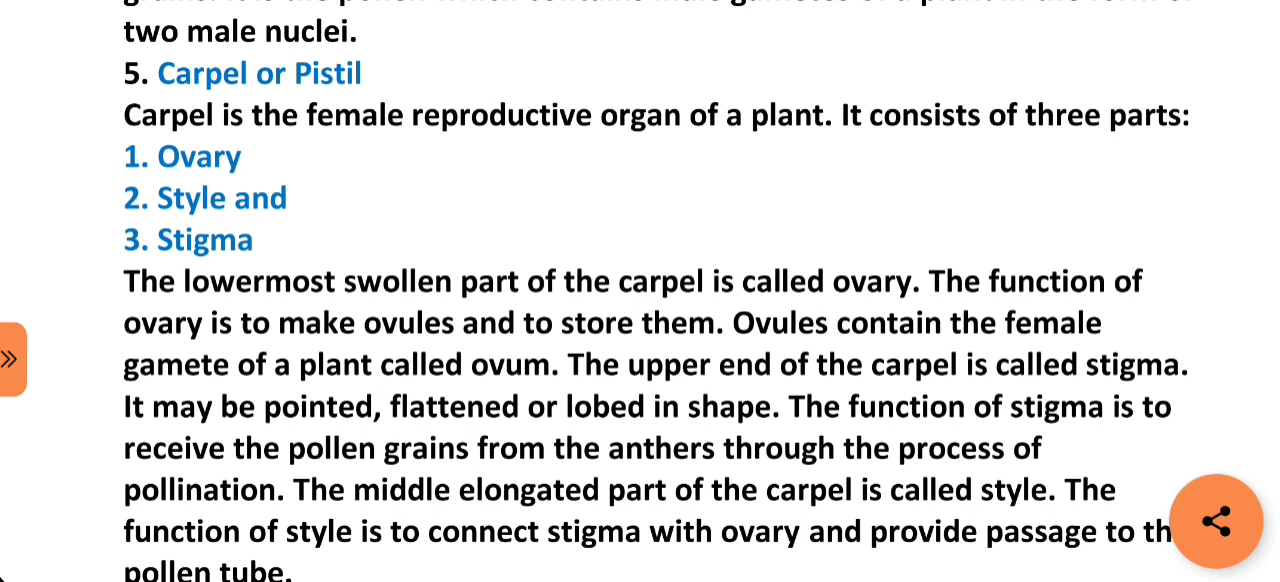 two male nuclei.
5. Carpel or Pistil
Carpel is the female reproductive organ of a plant. It consists of three parts:
1. Ovary
2. Style and
3. Stigma
The lowermost swollen part of the carpel is called ovary. The function of
ovary is to make ovules and to store them. Ovules contain the female
gamete of a plant called ovum. The upper end of the carpel is called stigma.
It may be pointed, flattened or lobed in shape. The function of stigma is to
receive the pollen grains from the anthers through the process of
pollination. The middle elongated part of the carpel is called style. The
function of style is to connect stigma with ovary and provide passage to th
pollen tube.